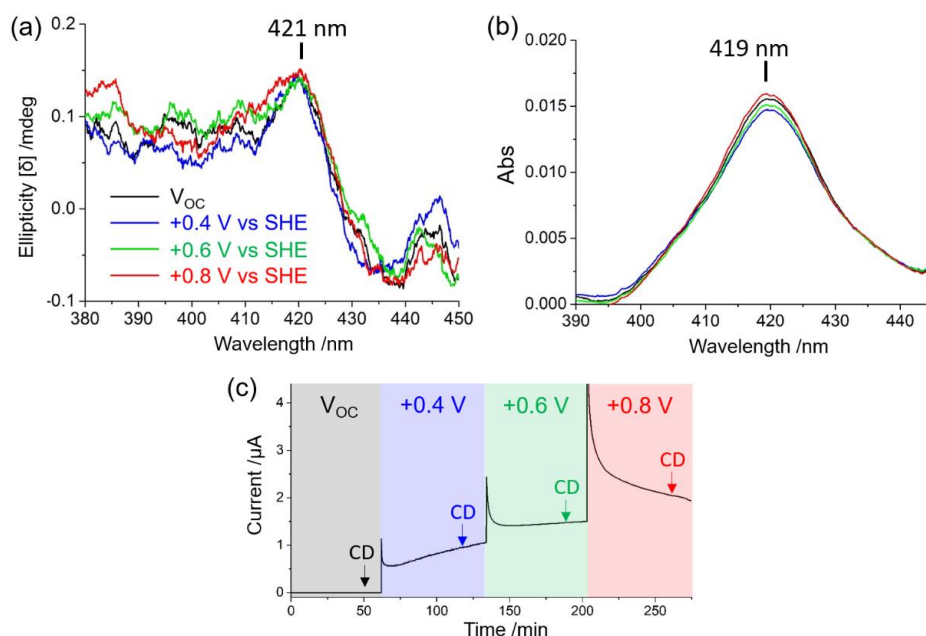 (a)
421 nm
Ellipticity [δ] /mdeg
0.2
0.1
0.0
-0.1
V_OC
+0.4 V vs SHE
+0.6 V vs SHE
+0.8 V vs SHE
380 390 400 410 420 430 440 450
Wavelength /nm
(b)
419 nm
Abs
0.020
0.015
0.010
0.005
0.000
390 400 410 420 430 440
Wavelength /nm
(c)
V_OC +0.4 V +0.6 V +0.8 V
CD CD CD CD
Current /µA
4
3
2
1
0
0 50 100 150 200 250
Time /min